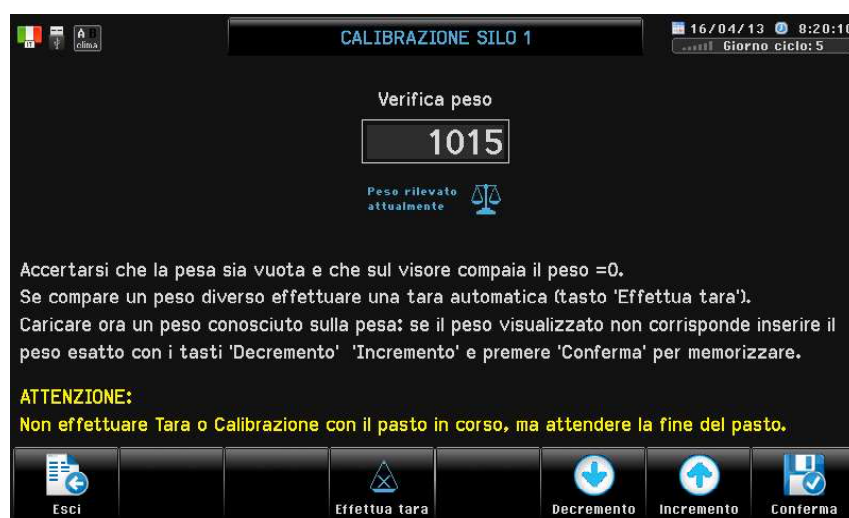 IT
A B
clima
CALIBRAZIONE SILO 1
16/04/13 8:20:10
Giorno ciclo: 5
Verifica peso
1015
Peso rilevato
attualmente
Accertarsi che la pesa sia vuota e che sul visore compaia il peso =0.
Se compare un peso diverso effettuare una tara automatica (tasto 'Effettua tara').
Caricare ora un peso conosciuto sulla pesa: se il peso visualizzato non corrisponde inserire il
peso esatto con i tasti 'Decremento' 'Incremento' e premere 'Conferma' per memorizzare.
ATTENZIONE:
Non effettuare Tara o Calibrazione con il pasto in corso, ma attendere la fine del pasto.
Esci
Effettua tara
Decremento
Incremento
Conferma